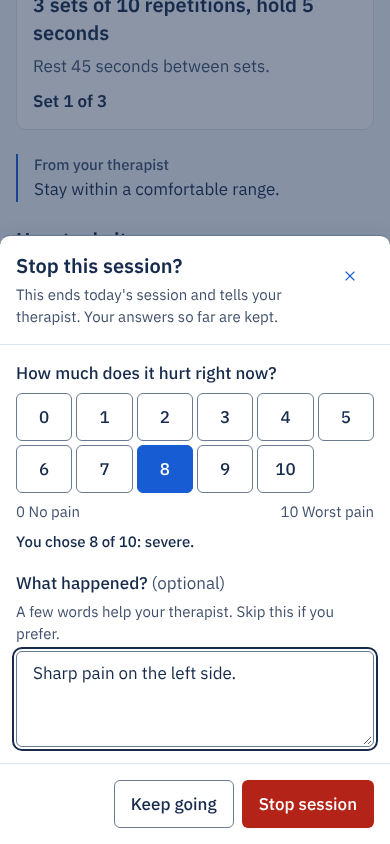 3 sets of 10 repetitions, hold 5
seconds
Rest 45 seconds between sets.
Set 1 of 3
From your therapist
Stay within a comfortable range.
Stop this session?
×
This ends today's session and tells your
therapist. Your answers so far are kept.
How much does it hurt right now?
0 1 2 3 4 5
6 7 8 9 10
0 No pain 10 Worst pain
You chose 8 of 10: severe.
What happened? (optional)
A few words help your therapist. Skip this if you
prefer.
Sharp pain on the left side.
Keep going Stop session